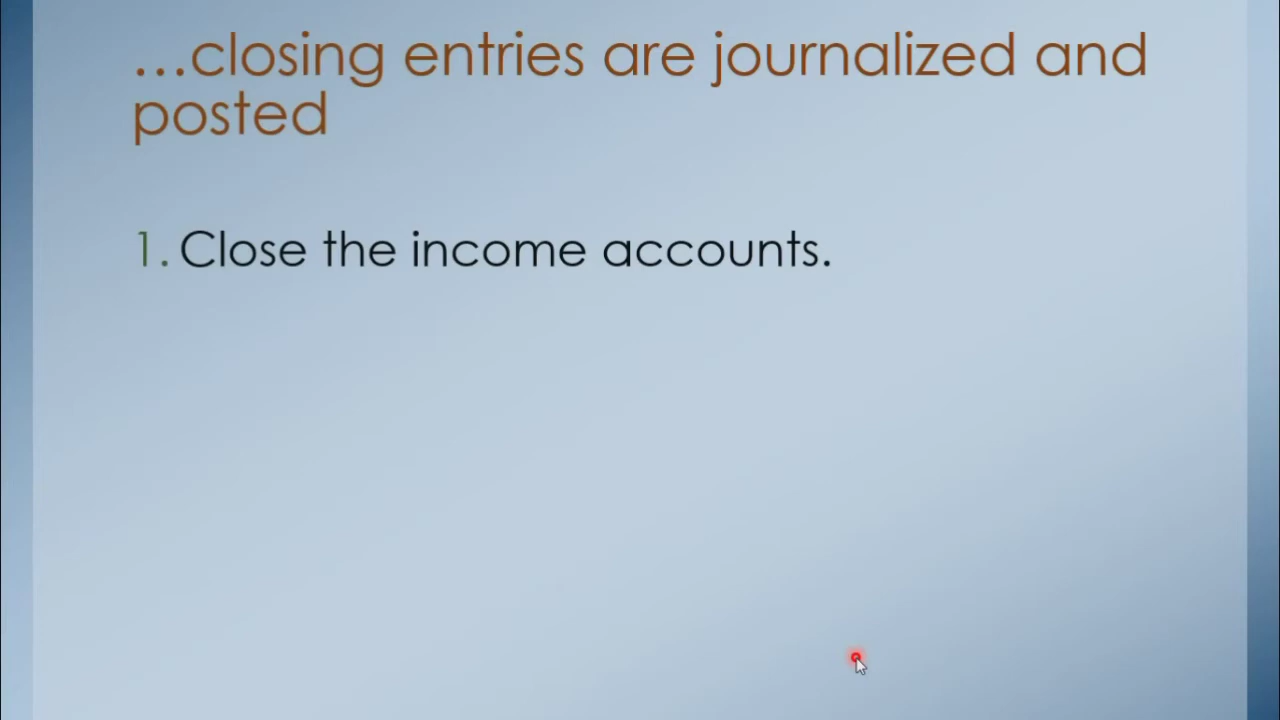 …closing entries are journalized and
posted
1. Close the income accounts.